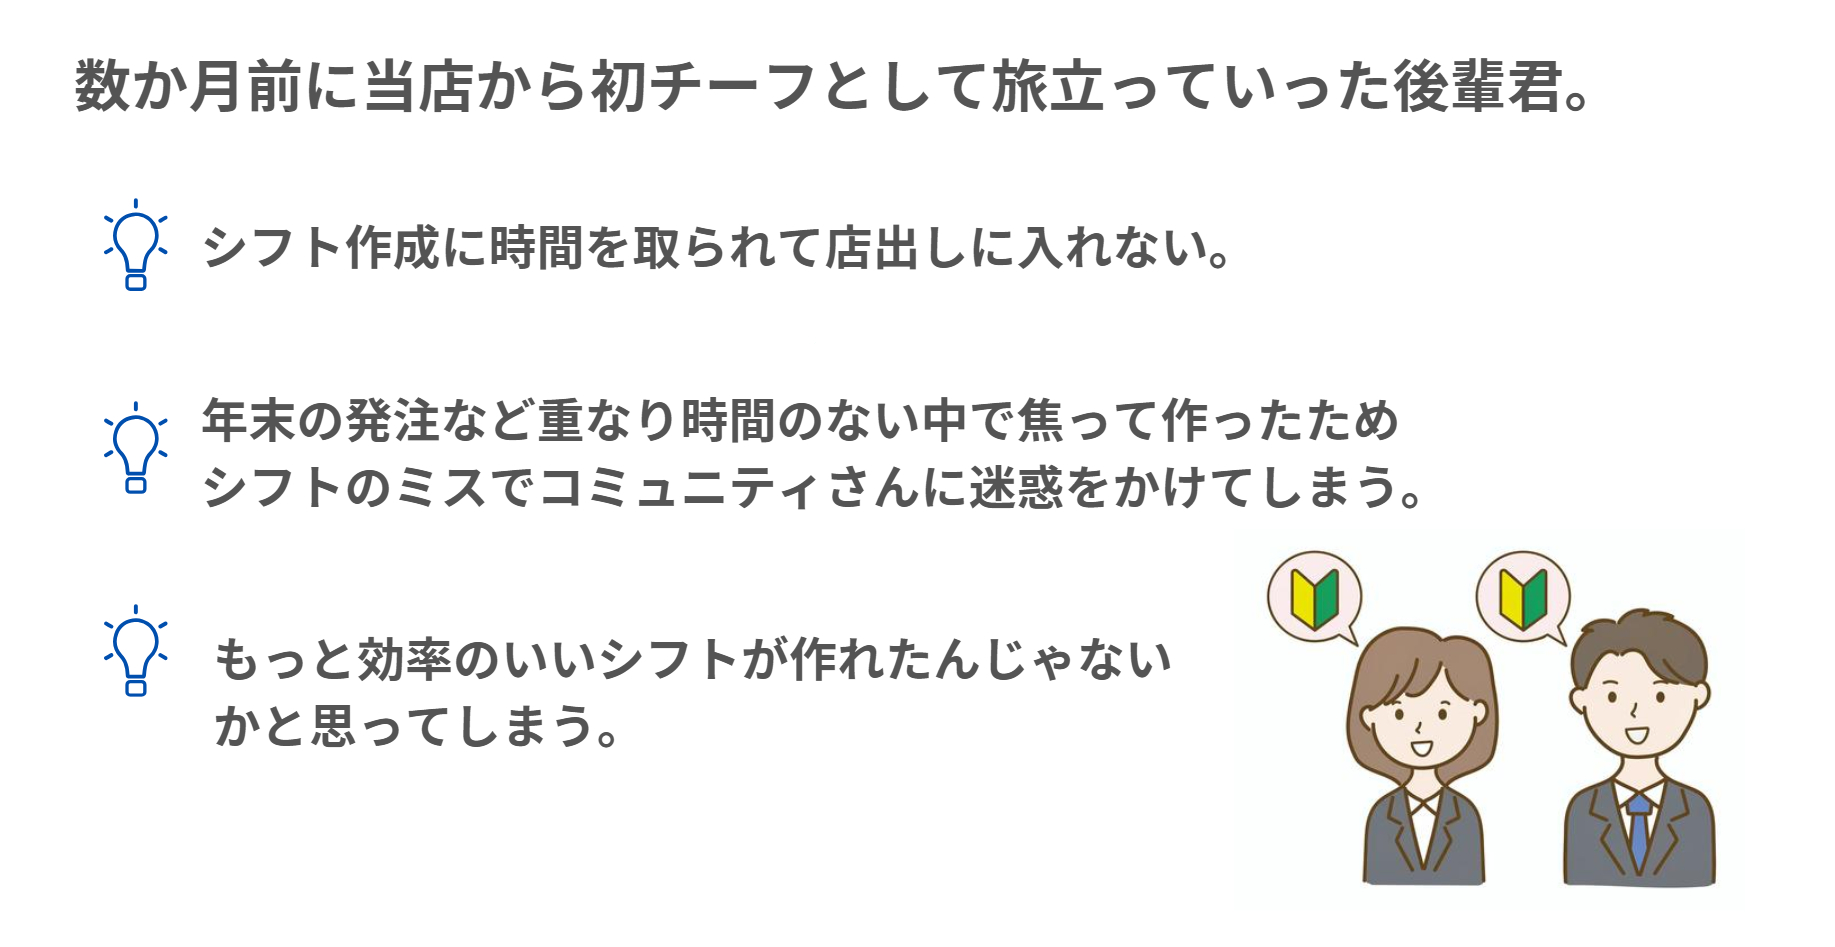 数か月前に当店から初チーフとして旅立っていった後輩君。
シフト作成に時間を取られて店出しに入れない。
年末の発注など重なり時間のない中で焦って作ったため
シフトのミスでコミュニティさんに迷惑をかけてしまう。
もっと効率のいいシフトが作れたんじゃない
かと思ってしまう。